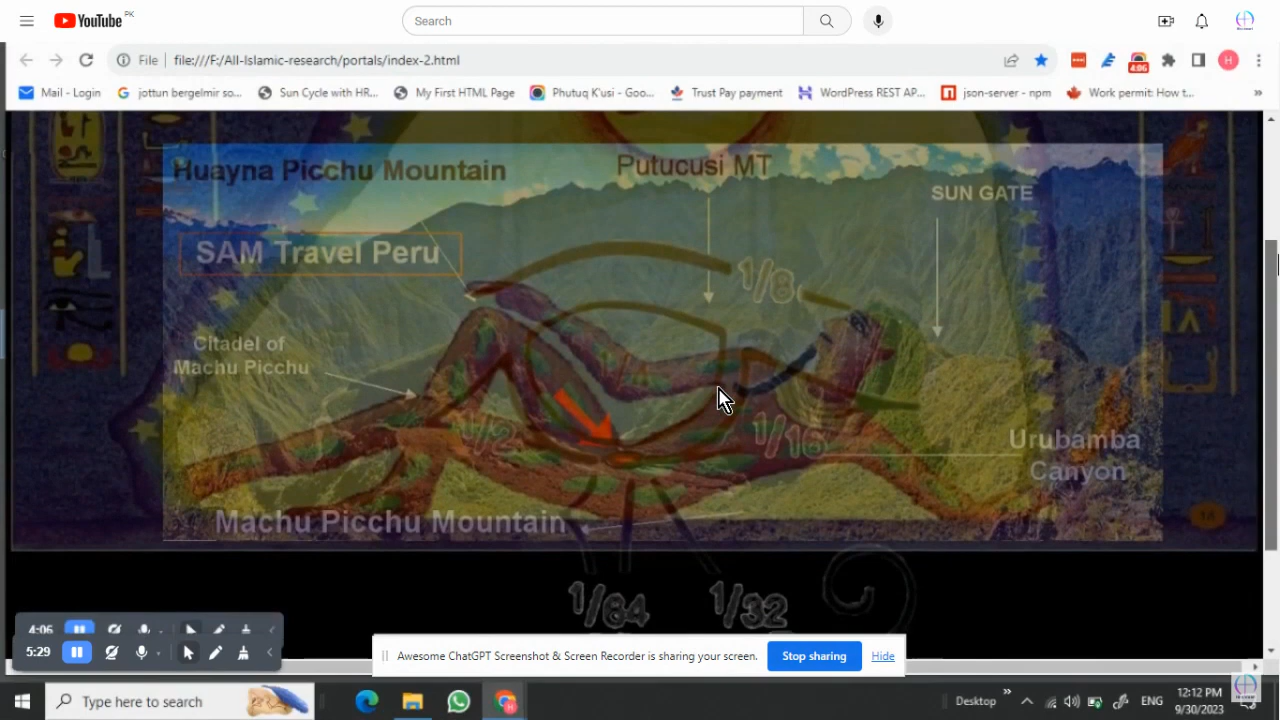 YouTube PK
Search
File file:///F:/All-Islamic-research/portals/index-2.html
4:06
H
Mail - Login
jottun bergelmir so...
Sun Cycle with HR...
My First HTML Page
Phutuq K'usi - Goo...
Trust Pay payment
WordPress REST AP...
json-server - npm
Work permit: How t...
»
Huayna Picchu Mountain
Putucusi MT
SUN GATE
SAM Travel Peru
1/8
Citadel of
Machu Picchu
1/4
1/2
1/16
Urubamba
Canyon
Machu Picchu Mountain
1/64
1/32
4:06
5:29
Awesome ChatGPT Screenshot & Screen Recorder is sharing your screen.
Stop sharing
Hide
Type here to search
Desktop
»
ENG
12:12 PM
9/30/2023